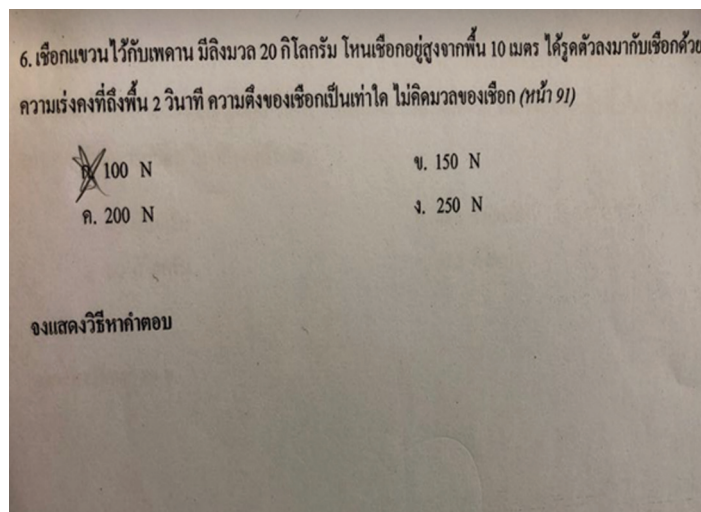 6. เชือกแขวนไว้กับเพดาน มีลิงมวล 20 กิโลกรัม โหนเชือกอยู่สูงจากพื้น 10 เมตร ได้รูดตัวลงมากับเชือกด้วย
ความเร่งคงที่ถึงพื้น 2 วินาที ความตึงของเชือกเป็นเท่าใด ไม่คิดมวลของเชือก (หน้า 91)
ก. 100 N
ข. 150 N
ค. 200 N
ง. 250 N
จงแสดงวิธีหาคำตอบ